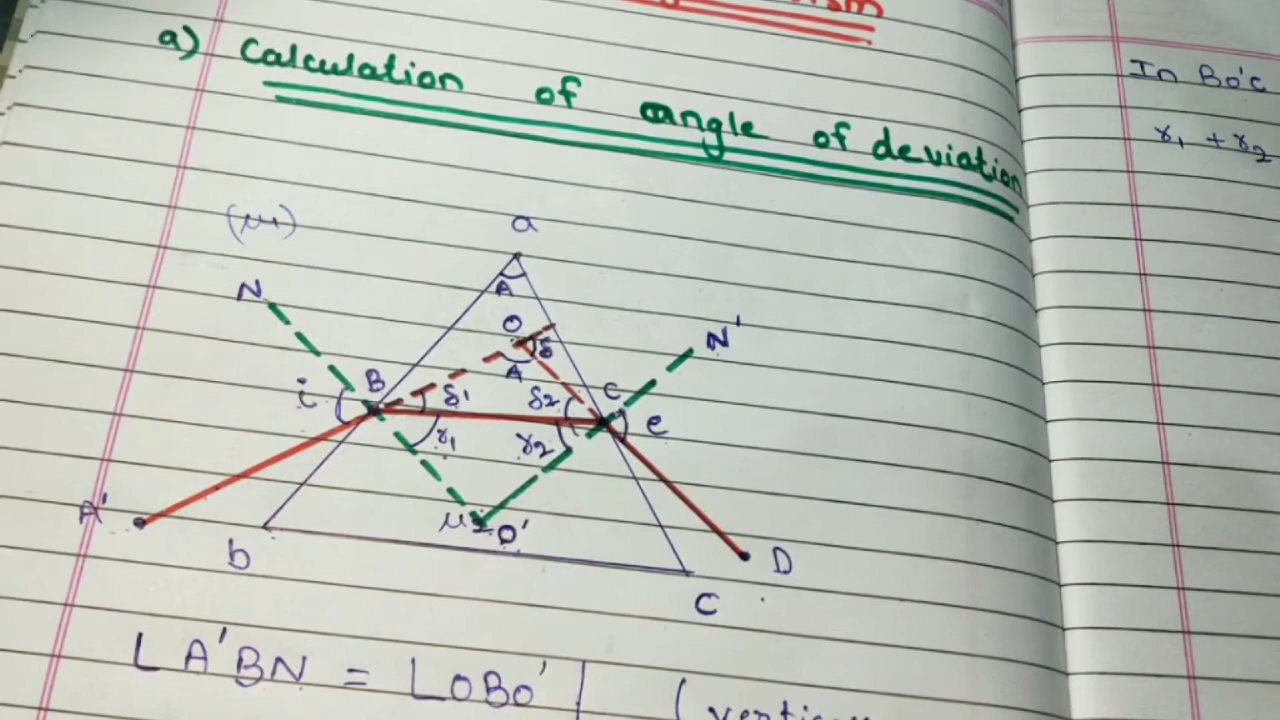 a) Calculation of angle of deviation
(μ1)
a
A
N
O
δ
A
N'
i
B
δ1
δ2
C
e
r1
r2
A'
μ2
O'
D
b
c
∠A'BN = ∠OBO'
In BO'C
r1 + r2